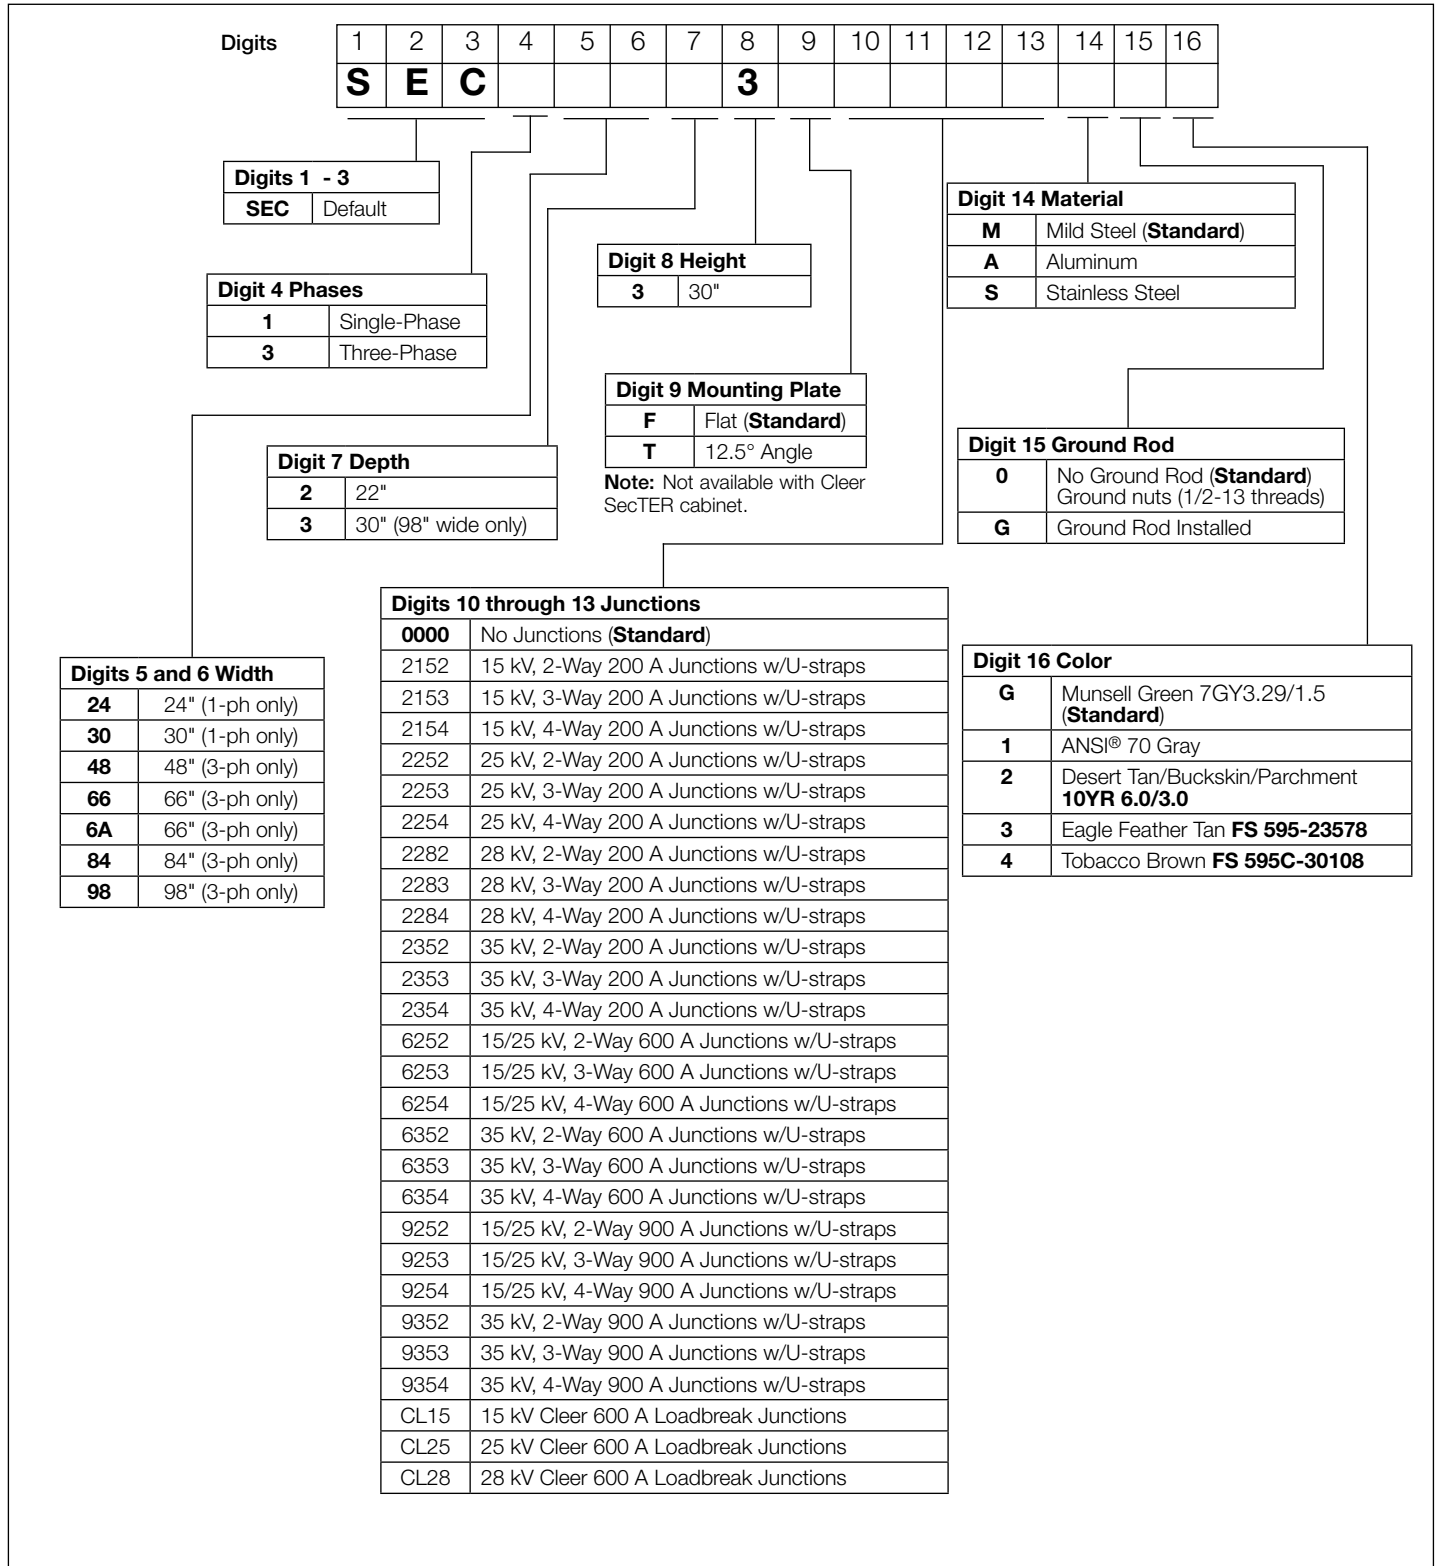 Digits 1 2 3 4 5 6 7 8 9 10 11 12 13 14 15 16
S E C 3
Digits 1 - 3
SEC Default
Digit 4 Phases
1 Single-Phase
3 Three-Phase
Digits 5 and 6 Width
24 24" (1-ph only)
30 30" (1-ph only)
48 48" (3-ph only)
66 66" (3-ph only)
6A 66" (3-ph only)
84 84" (3-ph only)
98 98" (3-ph only)
Digit 7 Depth
2 22"
3 30" (98" wide only)
Digit 8 Height
3 30"
Digit 9 Mounting Plate
F Flat (Standard)
T 12.5° Angle
Note: Not available with Cleer
SecTER cabinet.
Digits 10 through 13 Junctions
0000 No Junctions (Standard)
2152 15 kV, 2-Way 200 A Junctions w/U-straps
2153 15 kV, 3-Way 200 A Junctions w/U-straps
2154 15 kV, 4-Way 200 A Junctions w/U-straps
2252 25 kV, 2-Way 200 A Junctions w/U-straps
2253 25 kV, 3-Way 200 A Junctions w/U-straps
2254 25 kV, 4-Way 200 A Junctions w/U-straps
2282 28 kV, 2-Way 200 A Junctions w/U-straps
2283 28 kV, 3-Way 200 A Junctions w/U-straps
2284 28 kV, 4-Way 200 A Junctions w/U-straps
2352 35 kV, 2-Way 200 A Junctions w/U-straps
2353 35 kV, 3-Way 200 A Junctions w/U-straps
2354 35 kV, 4-Way 200 A Junctions w/U-straps
6252 15/25 kV, 2-Way 600 A Junctions w/U-straps
6253 15/25 kV, 3-Way 600 A Junctions w/U-straps
6254 15/25 kV, 4-Way 600 A Junctions w/U-straps
6352 35 kV, 2-Way 600 A Junctions w/U-straps
6353 35 kV, 3-Way 600 A Junctions w/U-straps
6354 35 kV, 4-Way 600 A Junctions w/U-straps
9252 15/25 kV, 2-Way 900 A Junctions w/U-straps
9253 15/25 kV, 3-Way 900 A Junctions w/U-straps
9254 15/25 kV, 4-Way 900 A Junctions w/U-straps
9352 35 kV, 2-Way 900 A Junctions w/U-straps
9353 35 kV, 3-Way 900 A Junctions w/U-straps
9354 35 kV, 4-Way 900 A Junctions w/U-straps
CL15 15 kV Cleer 600 A Loadbreak Junctions
CL25 25 kV Cleer 600 A Loadbreak Junctions
CL28 28 kV Cleer 600 A Loadbreak Junctions
Digit 14 Material
M Mild Steel (Standard)
A Aluminum
S Stainless Steel
Digit 15 Ground Rod
0 No Ground Rod (Standard)
Ground nuts (1/2-13 threads)
G Ground Rod Installed
Digit 16 Color
G Munsell Green 7GY3.29/1.5
(Standard)
1 ANSI® 70 Gray
2 Desert Tan/Buckskin/Parchment
10YR 6.0/3.0
3 Eagle Feather Tan FS 595-23578
4 Tobacco Brown FS 595C-30108